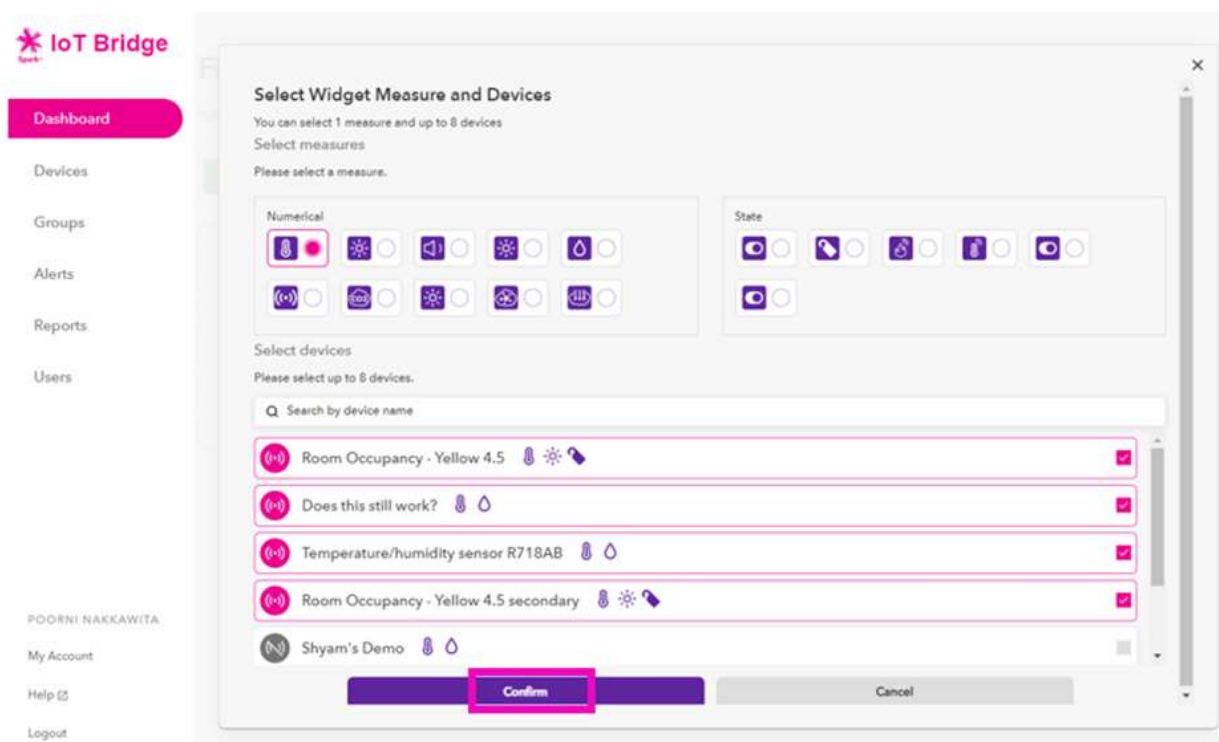 IoT Bridge
Spark
Dashboard
Devices
Groups
Alerts
Reports
Users
POORNI NAKKAWITA
My Account
Help
Logout
Select Widget Measure and Devices
You can select 1 measure and up to 8 devices
Select measures
Please select a measure.
Numerical
State
CO2
Select devices
Please select up to 8 devices.
Search by device name
Room Occupancy - Yellow 4.5
Does this still work?
Temperature/humidity sensor R718AB
Room Occupancy - Yellow 4.5 secondary
Shyam's Demo
Confirm
Cancel